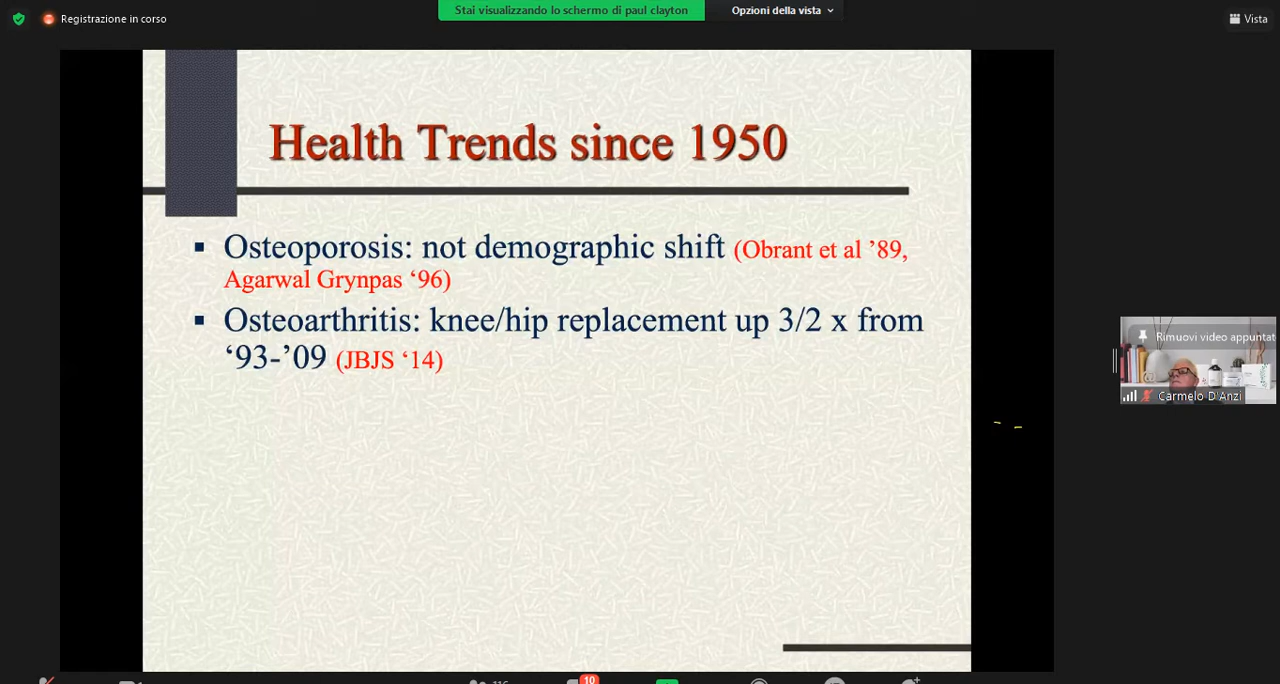 Registrazione in corso
Stai visualizzando lo schermo di paul clayton
Opzioni della vista
Vista
Health Trends since 1950
▪ Osteoporosis: not demographic shift (Obrant et al ’89,
Agarwal Grynpas ‘96)
▪ Osteoarthritis: knee/hip replacement up 3/2 x from
‘93-’09 (JBJS ‘14)
Rimuovi video appuntat
Carmelo D'Anzi
10